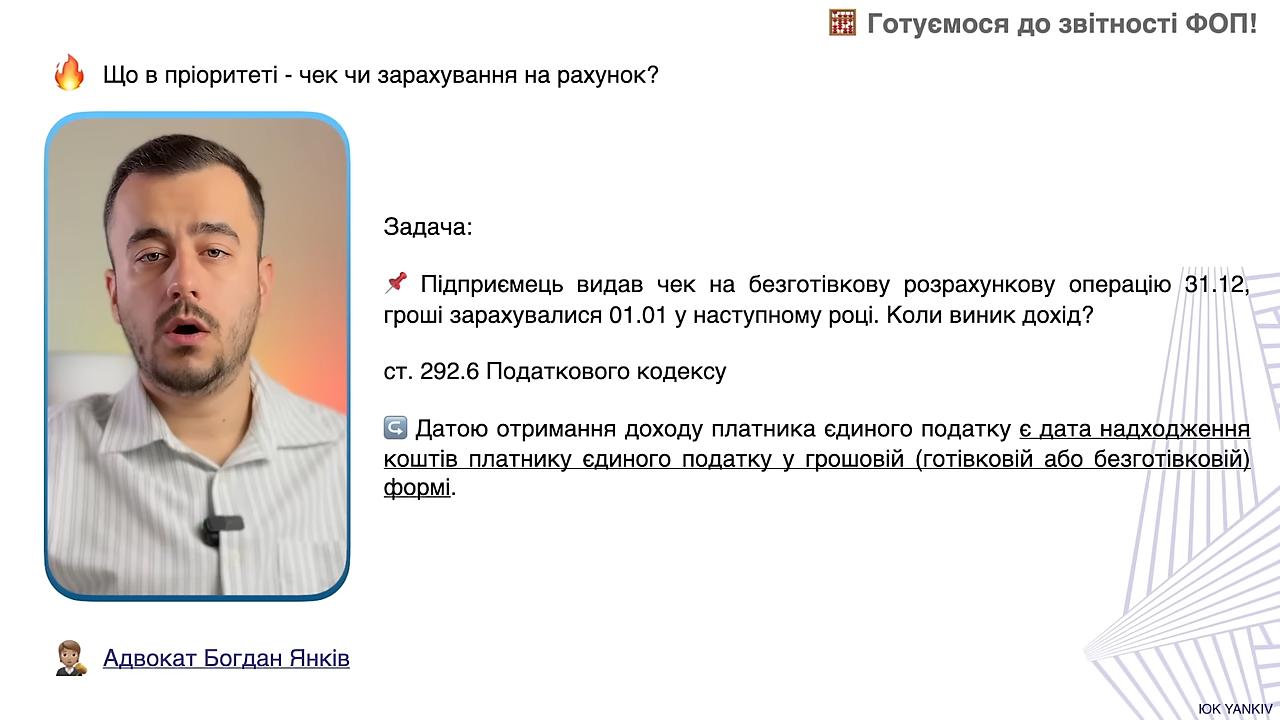 🧮 Готуємося до звітності ФОП!
🔥 Що в пріоритеті - чек чи зарахування на рахунок?
Задача:
📌 Підприємець видав чек на безготівкову розрахункову операцію 31.12,
гроші зарахувалися 01.01 у наступному році. Коли виник дохід?
ст. 292.6 Податкового кодексу
↪️ Датою отримання доходу платника єдиного податку є дата надходження
коштів платнику єдиного податку у грошовій (готівковій або безготівковій)
формі.
Адвокат Богдан Янків
ЮК YANKIV